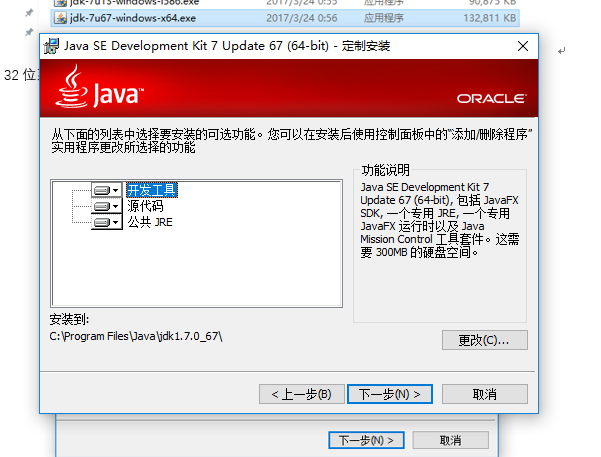 jdk-7u13-windows-i586.exe 2017/3/24 0:55 应用程序 90,875 KB
jdk-7u67-windows-x64.exe 2017/3/24 0:56 应用程序 132,811 KB
32 位
Java SE Development Kit 7 Update 67 (64-bit) - 定制安装
Java™
ORACLE
从下面的列表中选择要安装的可选功能。您可以在安装后使用控制面板中的“添加/删除程序”
实用程序更改所选择的功能
开发工具
源代码
公共 JRE
功能说明
Java SE Development Kit 7
Update 67 (64-bit), 包括 JavaFX
SDK, 一个专用 JRE, 一个专用
JavaFX 运行时以及 Java
Mission Control 工具套件。这需
要 300MB 的硬盘空间。
安装到:
C:\Program Files\Java\jdk1.7.0_67\
更改(C)...
< 上一步(B)
下一步(N) >
取消
下一步(N) >
取消